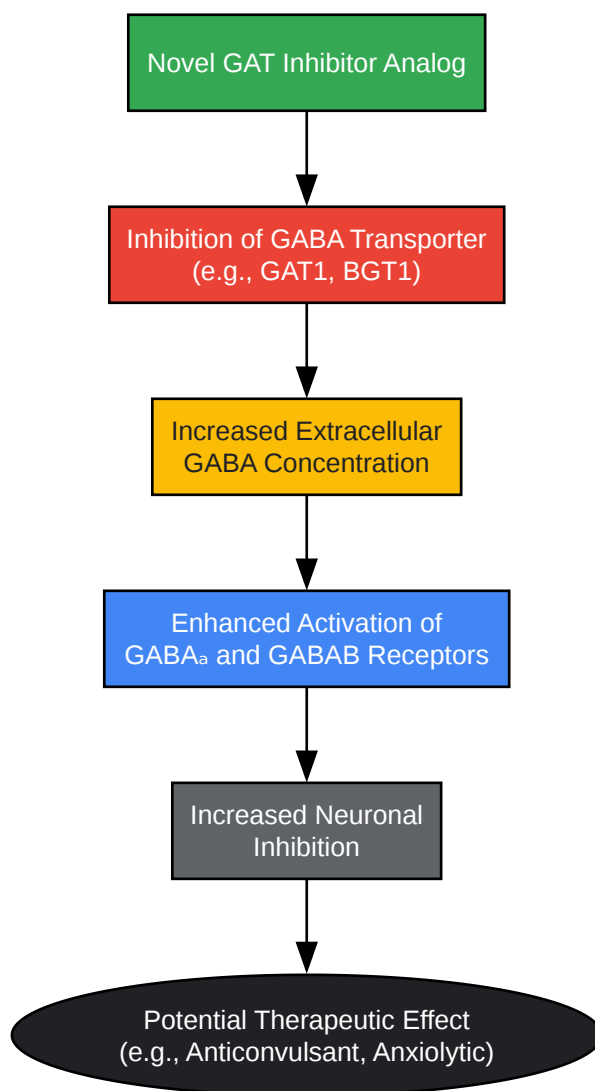 Novel GAT Inhibitor Analog
Inhibition of GABA Transporter
(e.g., GAT1, BGT1)
Increased Extracellular
GABA Concentration
Enhanced Activation of
GABAₐ and GABAB Receptors
Increased Neuronal
Inhibition
Potential Therapeutic Effect
(e.g., Anticonvulsant, Anxiolytic)